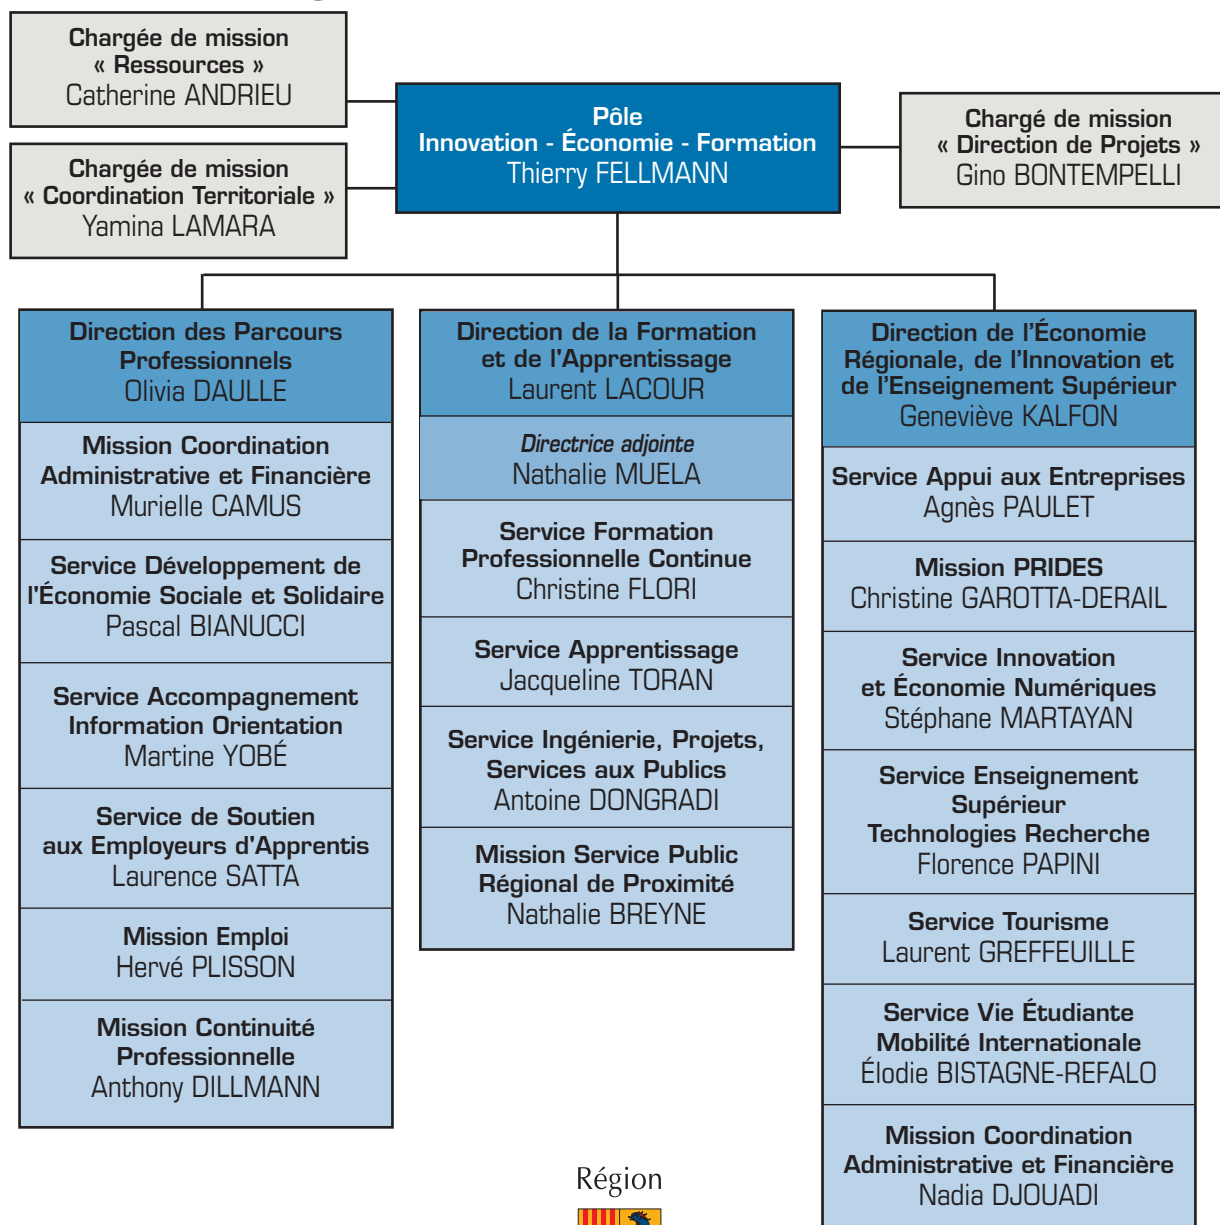 Chargée de mission
« Ressources »
Catherine ANDRIEU
Chargée de mission
« Coordination Territoriale »
Yamina LAMARA
Pôle
Innovation - Économie - Formation
Thierry FELLMANN
Chargé de mission
« Direction de Projets »
Gino BONTEMPELLI
Direction des Parcours
Professionnels
Olivia DAULLE
Mission Coordination
Administrative et Financière
Murielle CAMUS
Service Développement de
l'Économie Sociale et Solidaire
Pascal BIANUCCI
Service Accompagnement
Information Orientation
Martine YOBÉ
Service de Soutien
aux Employeurs d'Apprentis
Laurence SATTA
Mission Emploi
Hervé PLISSON
Mission Continuité
Professionnelle
Anthony DILLMANN
Direction de la Formation
et de l'Apprentissage
Laurent LACOUR
Directrice adjointe
Nathalie MUELA
Service Formation
Professionnelle Continue
Christine FLORI
Service Apprentissage
Jacqueline TORAN
Service Ingénierie, Projets,
Services aux Publics
Antoine DONGRADI
Mission Service Public
Régional de Proximité
Nathalie BREYNE
Direction de l’Économie
Régionale, de l’Innovation et
de l’Enseignement Supérieur
Geneviève KALFON
Service Appui aux Entreprises
Agnès PAULET
Mission PRIDES
Christine GAROTTA-DERAIL
Service Innovation
et Économie Numériques
Stéphane MARTAYAN
Service Enseignement
Supérieur
Technologies Recherche
Florence PAPINI
Service Tourisme
Laurent GREFFEUILLE
Service Vie Étudiante
Mobilité Internationale
Élodie BISTAGNE-REFALO
Mission Coordination
Administrative et Financière
Nadia DJOUADI
Région